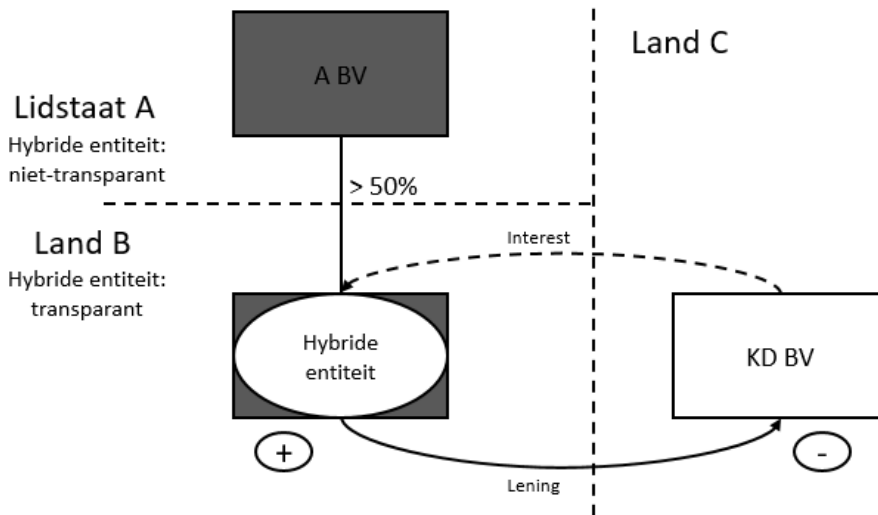 A BV
Land C
Lidstaat A
Hybride entiteit:
niet-transparant
> 50%
Land B
Hybride entiteit:
transparant
Interest
Hybride
entiteit
KD BV
+
-
Lening